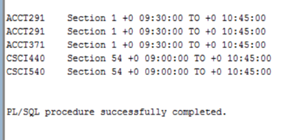 ACCT291 Section 1 +0 09:30:00 TO +0 10:45:00
ACCT291 Section 1 +0 09:30:00 TO +0 10:45:00
ACCT371 Section 1 +0 09:30:00 TO +0 10:45:00
CSCI440 Section 54 +0 09:00:00 TO +0 10:45:00
CSCI540 Section 54 +0 09:00:00 TO +0 10:45:00
PL/SQL procedure successfully completed.